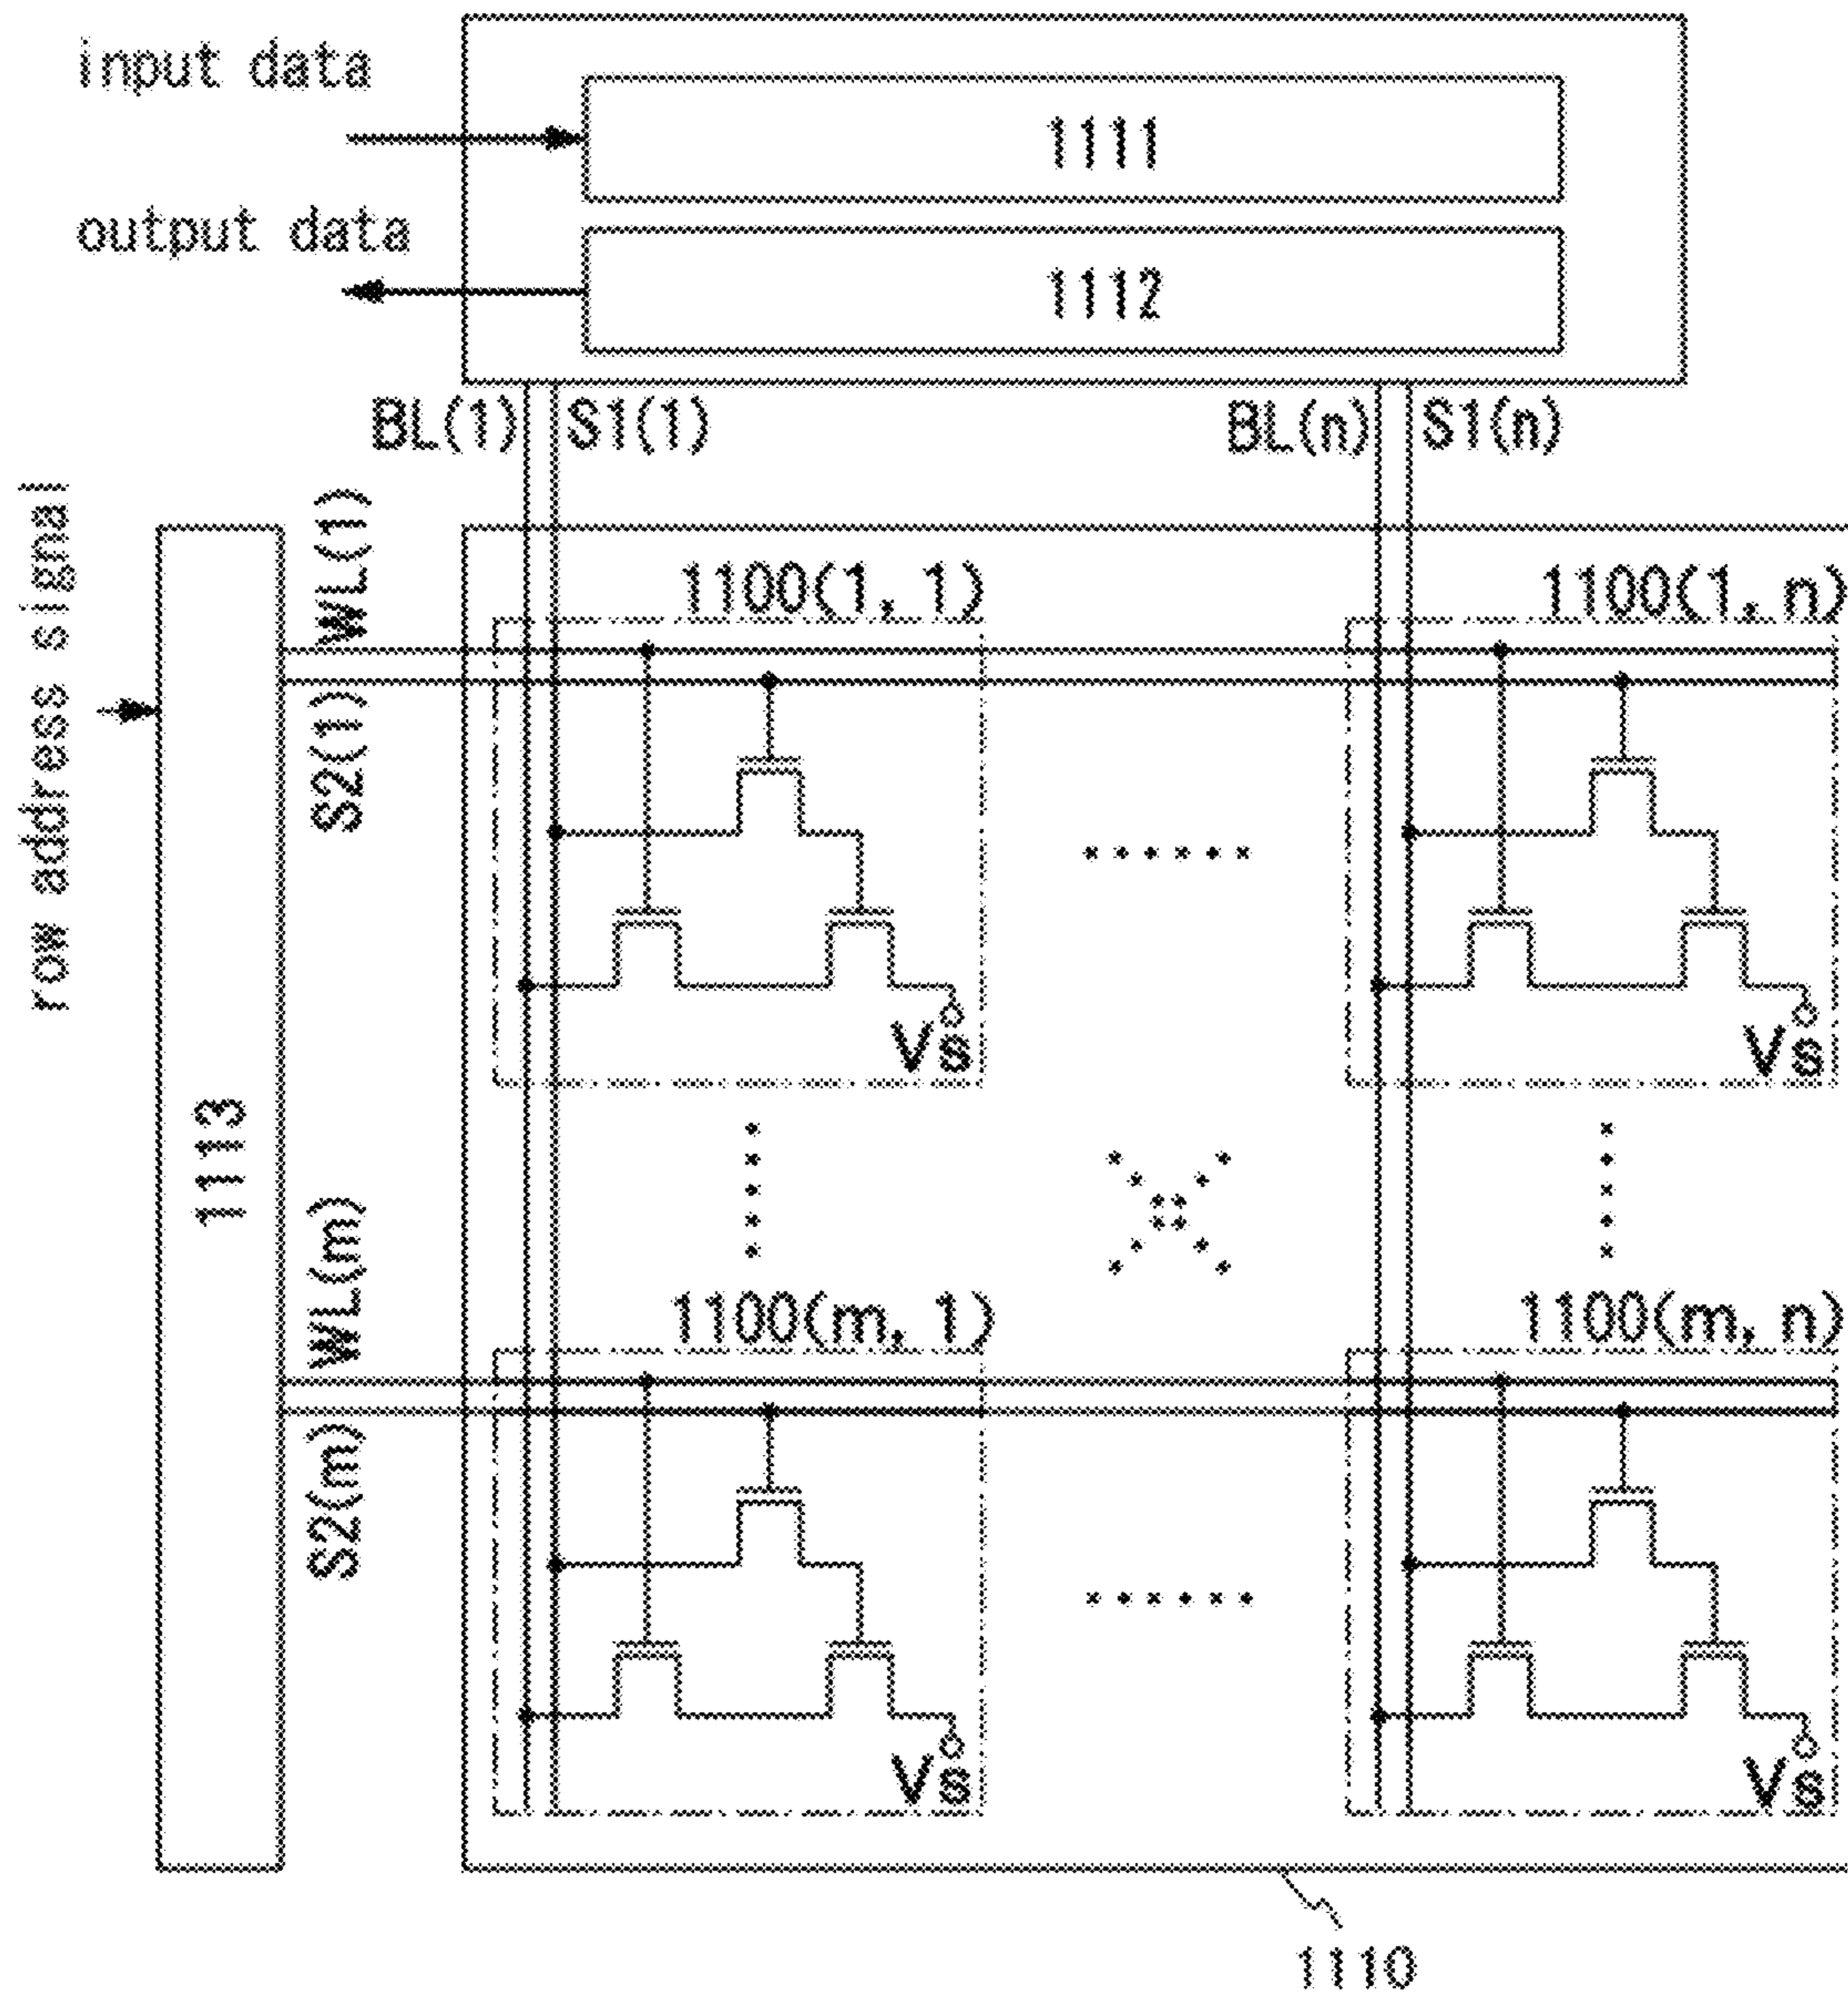 input data
1111
output data
1112
BL(1)
S1(1)
BL(n)
S1(n)
row address signal
WL(1)
S2(1)
1100(1, 1)
1100(1, n)
Vs
Vs
1113
WL(m)
S2(m)
1100(m, 1)
1100(m, n)
Vs
Vs
1110